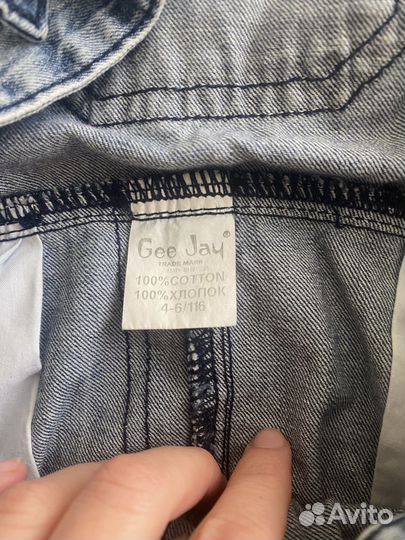 Gee Jay®
TRADE MARK
100%COTTON
100%ХЛОПОК
4-6/116
Avito